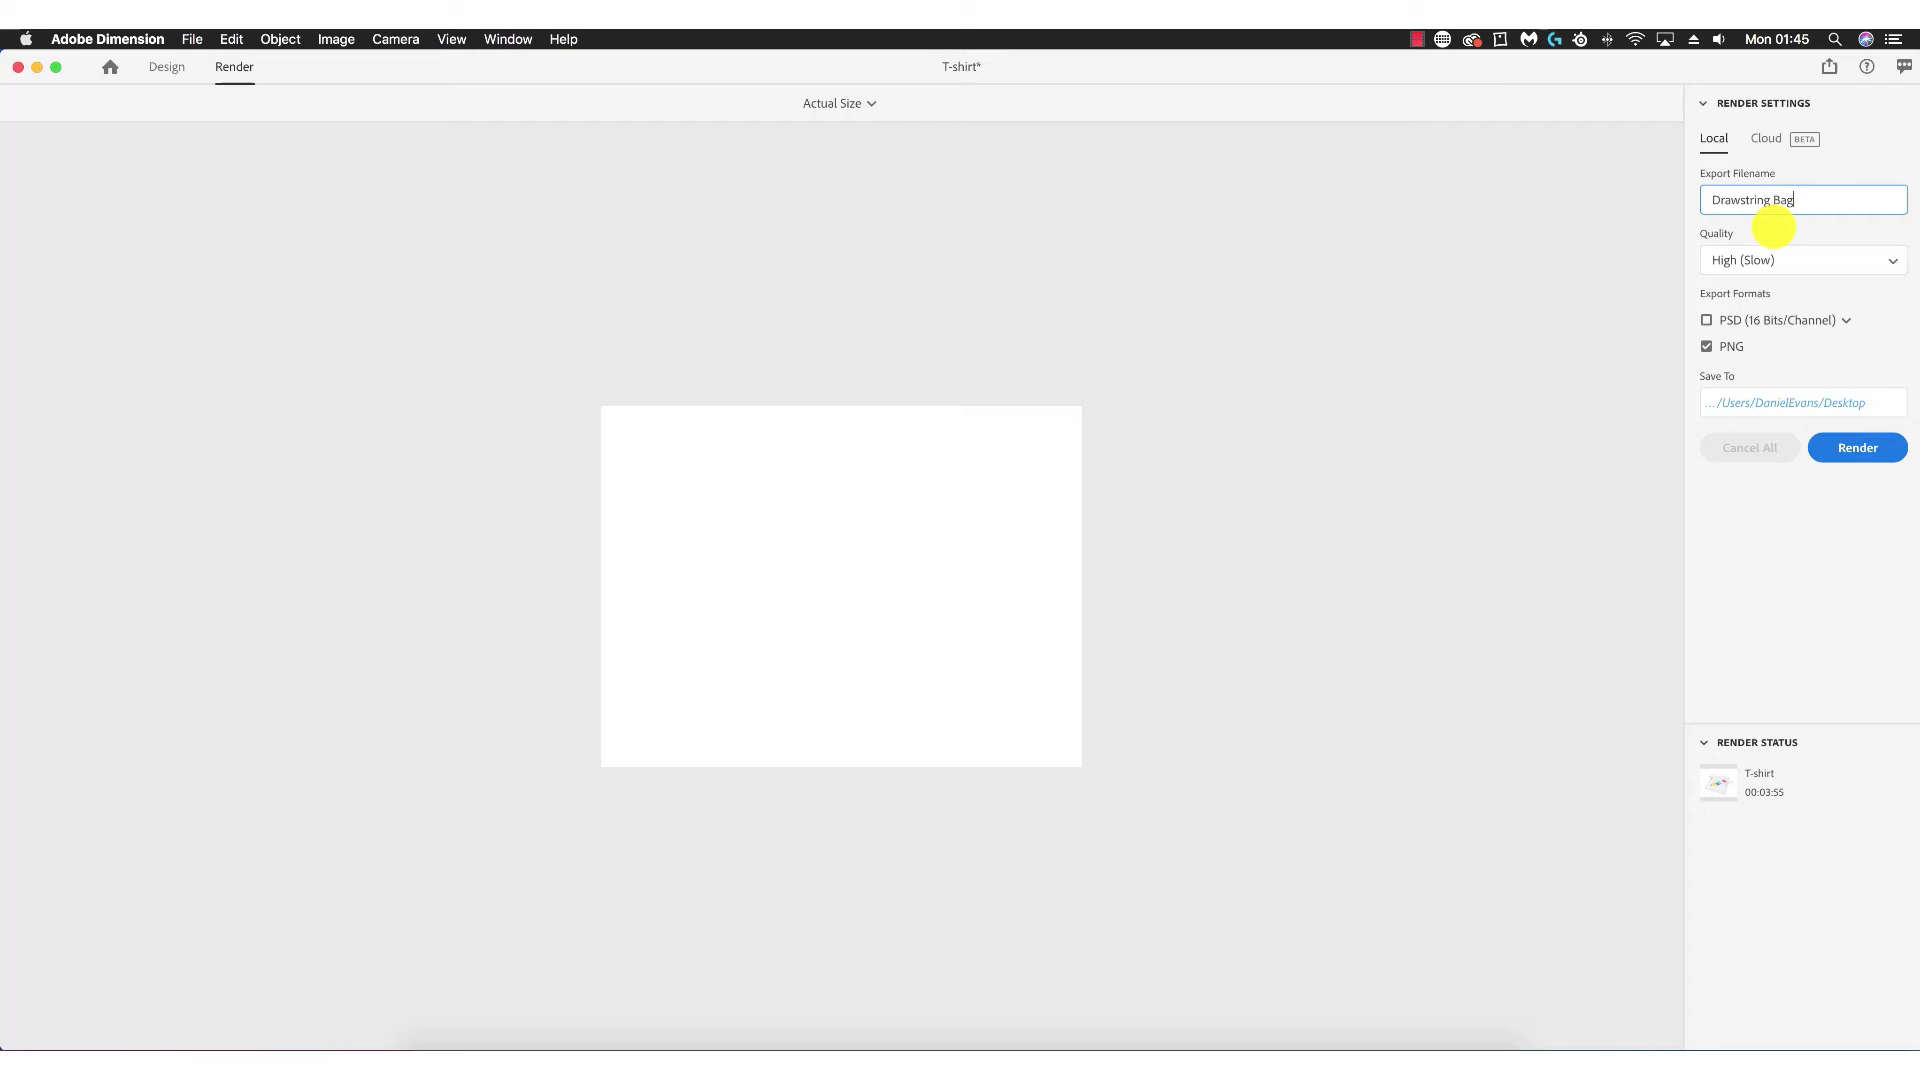 Adobe Dimension File Edit Object Image Camera View Window Help Mon 01:45
Design Render T-shirt*
Actual Size
RENDER SETTINGS
Local Cloud BETA
Export Filename
Drawstring Bag
Quality
High (Slow)
Export Formats
PSD (16 Bits/Channel)
PNG
Save To
.../Users/DanielEvans/Desktop
Cancel All Render
RENDER STATUS
T-shirt
00:03:55